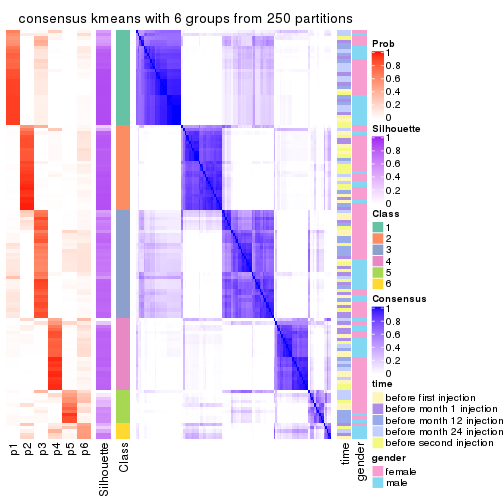 consensus kmeans with 6 groups from 250 partitions
Prob
1
0.8
0.6
0.4
0.2
0
Silhouette
1
0.8
0.6
0.4
0.2
0
Class
1
2
3
4
5
6
Consensus
1
0.8
0.6
0.4
0.2
0
time
before first injection
before month 1 injection
before month 12 injection
before month 24 injection
before second injection
gender
female
male
p1
p2
p3
p4
p5
p6
Silhouette
Class
time
gender